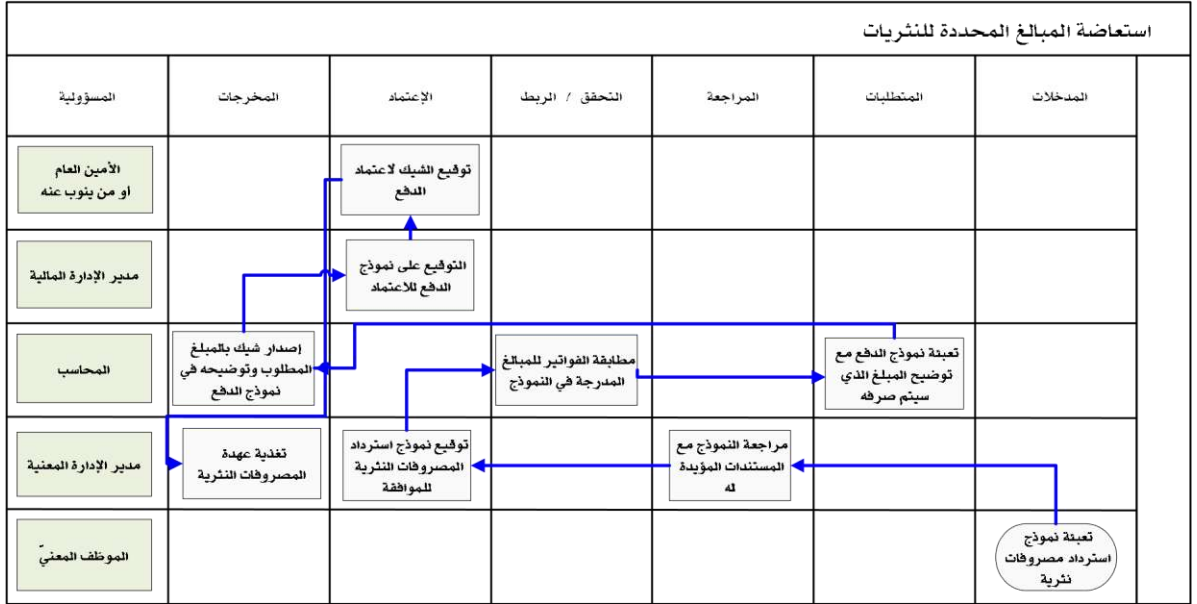 استعاضة المبالغ المحددة للنثريات
المدخلات
المتطلبات
المراجعة
التحقق / الربط
الإعتماد
المخرجات
المسؤولية
توقيع الشيك لاعتماد
الدفع
الأمين العام
او من ينوب عنه
التوقيع على نموذج
الدفع للاعتماد
مدير الإدارة المالية
تعبئة نموذج الدفع مع
توضيح المبلغ الذي
سيتم صرفه
مطابقة الفواتير للمبالغ
المدرجة في النموذج
إصدار شيك بالمبلغ
المطلوب وتوضيحه في
نموذج الدفع
المحاسب
مراجعة النموذج مع
المستندات المؤيدة
له
توقيع نموذج استرداد
المصروفات النثرية
للموافقة
تغذية عهدة
المصروفات النثرية
مدير الإدارة المعنية
تعبئة نموذج
استرداد مصروفات
نثرية
الموظف المعنيّ